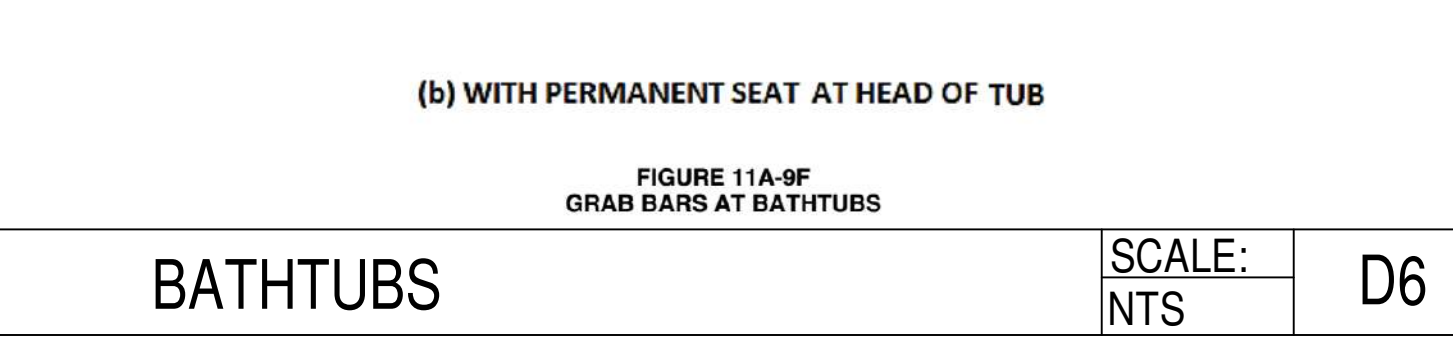 (b) WITH PERMANENT SEAT AT HEAD OF TUB
FIGURE 11A-9F
GRAB BARS AT BATHTUBS
BATHTUBS
SCALE:
NTS
D6